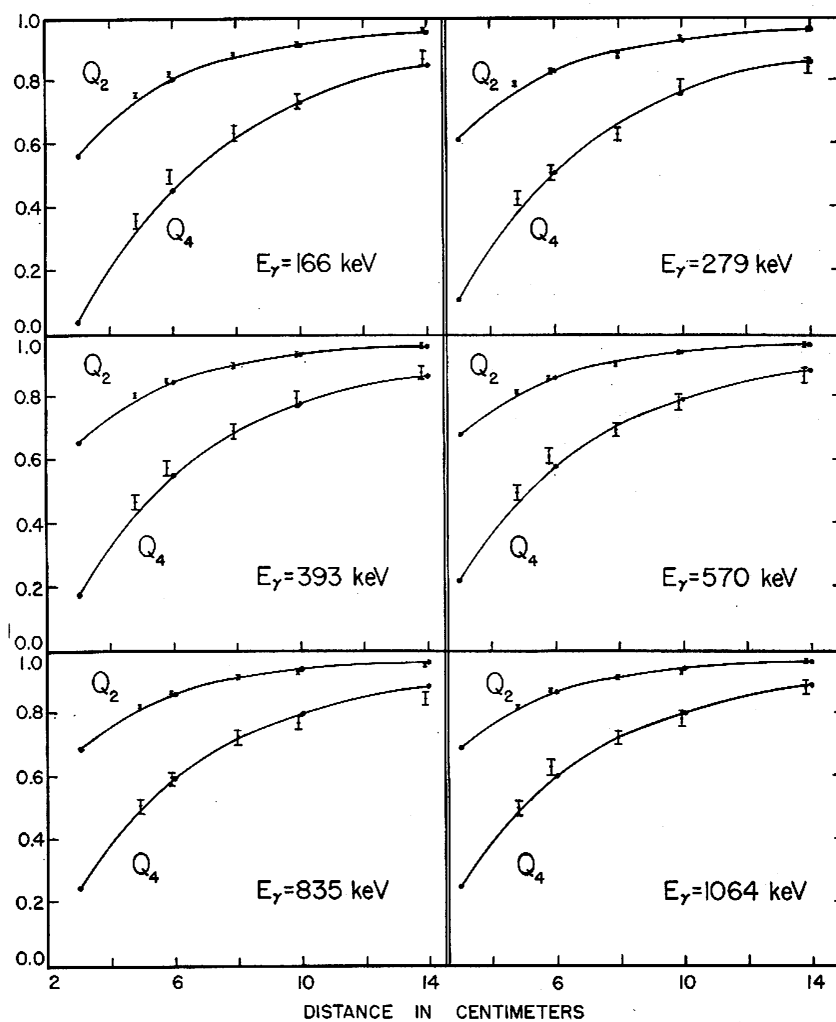 1.0
0.8
0.6
0.4
0.2
0.0
Q2
Q4
Eγ=166 keV
Q2
Q4
Eγ=279 keV
1.0
0.8
0.6
0.4
0.2
0.0
Q2
Q4
Eγ=393 keV
Q2
Q4
Eγ=570 keV
1.0
0.8
0.6
0.4
0.2
0.0
Q2
Q4
Eγ=835 keV
Q2
Q4
Eγ=1064 keV
2 6 10 14 6 10 14
DISTANCE IN CENTIMETERS